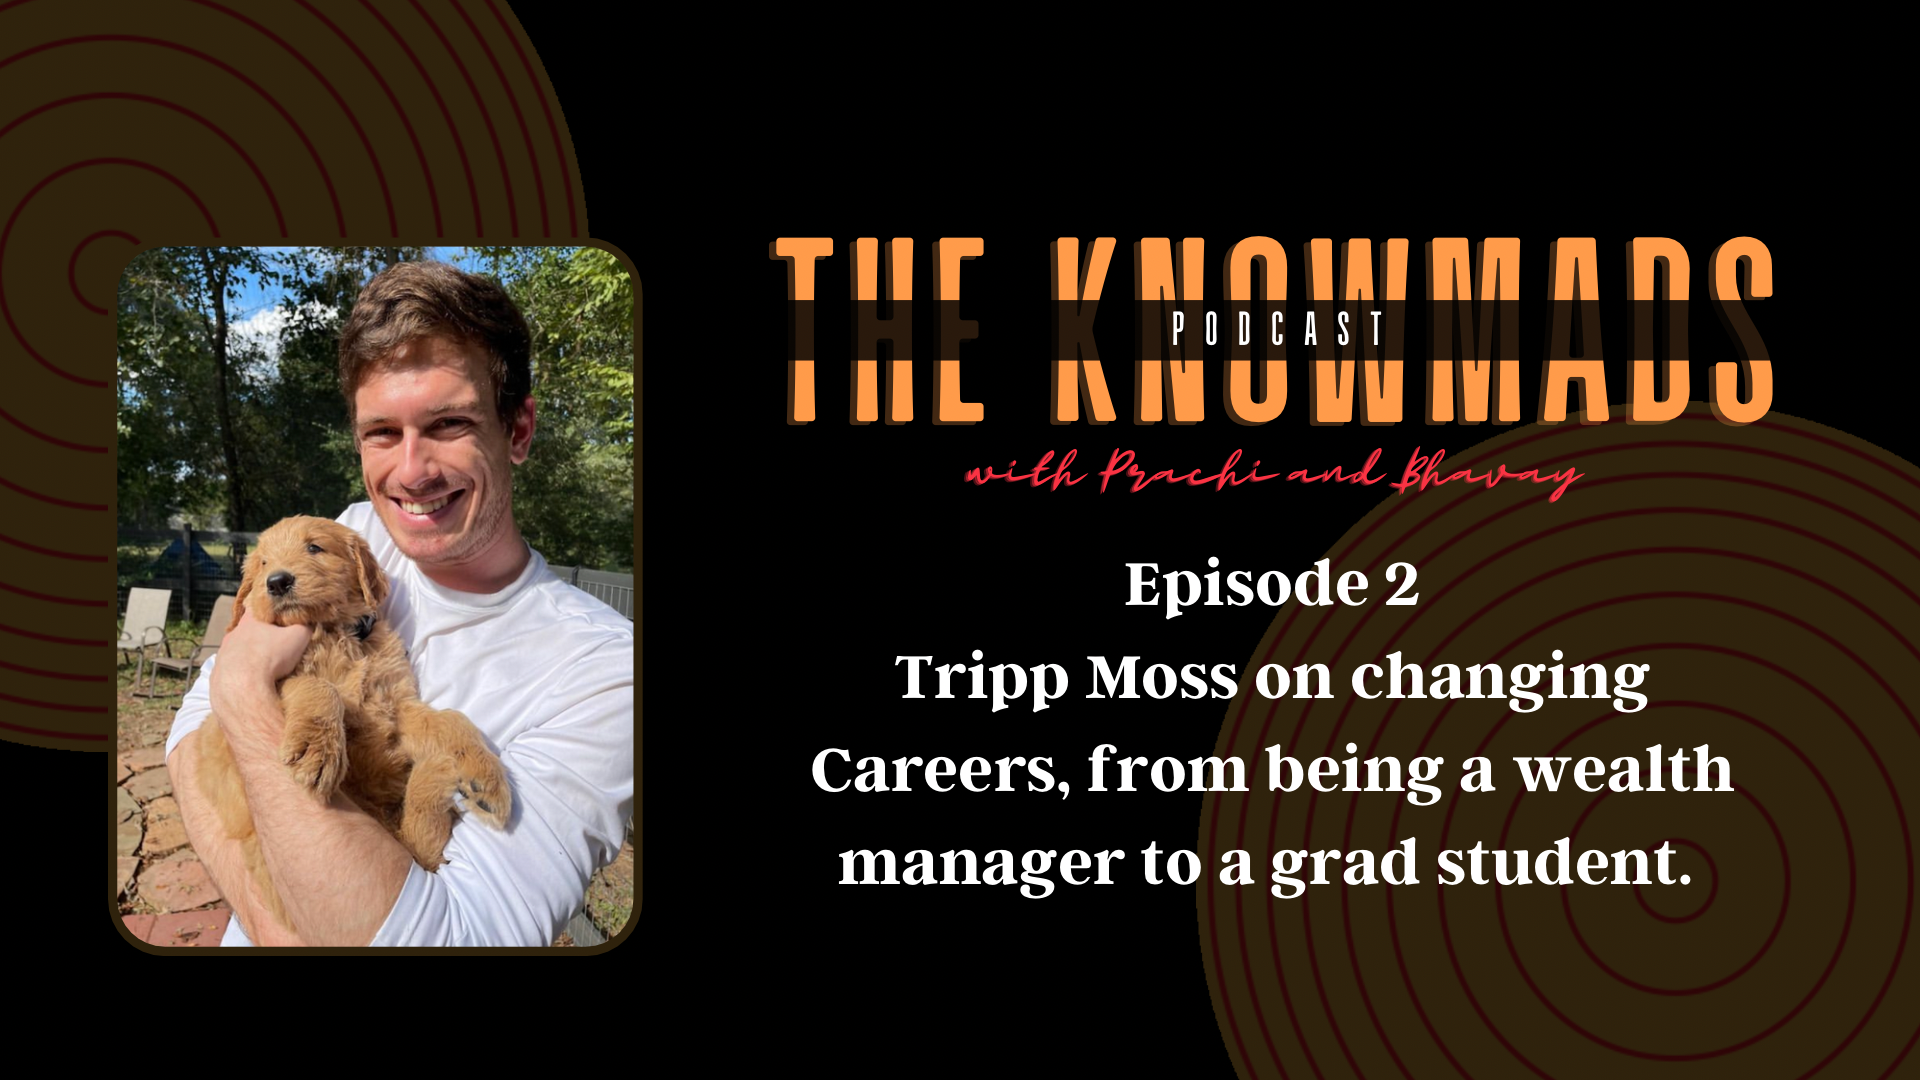 THE KNOWMADS
PODCAST
with Prachi and Bhavay
Episode 2
Tripp Moss on changing
Careers, from being a wealth
manager to a grad student.